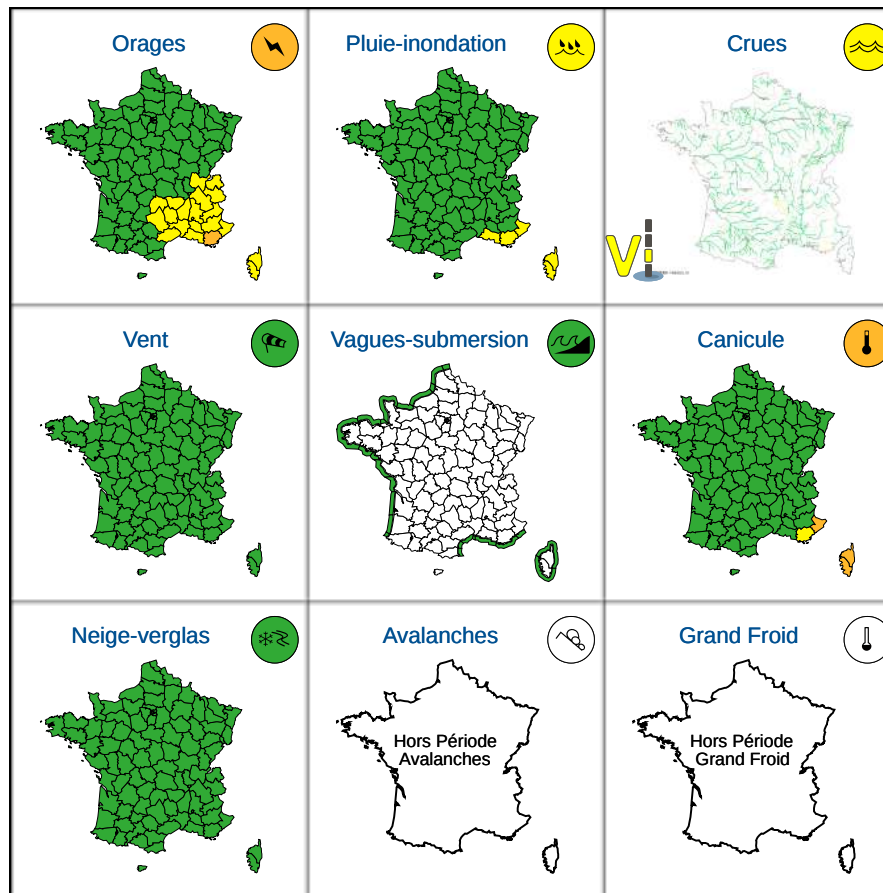 Orages
Pluie-inondation
Crues
Vi
Vent
Vagues-submersion
Canicule
Neige-verglas
Avalanches
Grand Froid
Hors Période
Avalanches
Hors Période
Grand Froid